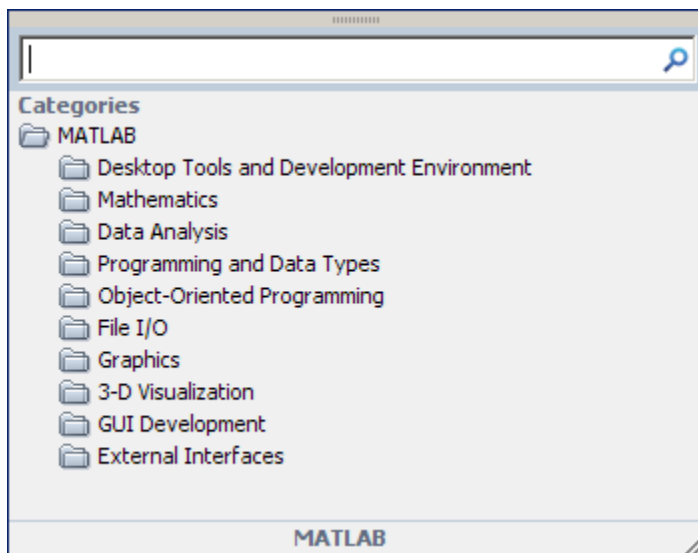 Categories
MATLAB
Desktop Tools and Development Environment
Mathematics
Data Analysis
Programming and Data Types
Object-Oriented Programming
File I/O
Graphics
3-D Visualization
GUI Development
External Interfaces
MATLAB